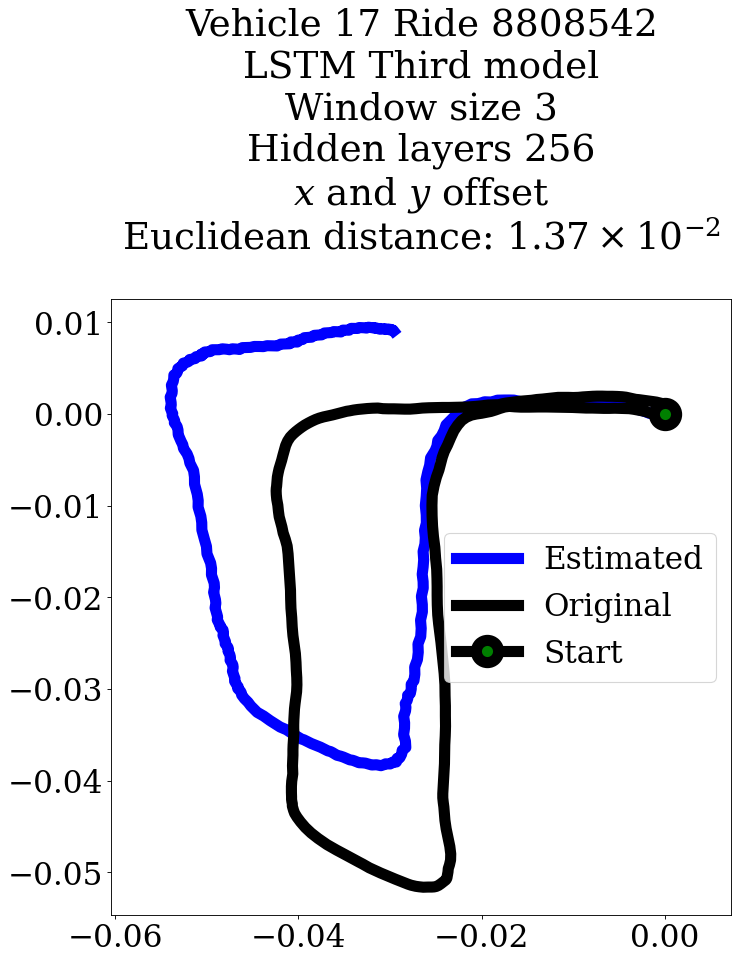 Vehicle 17 Ride 8808542
LSTM Third model
Window size 3
Hidden layers 256
x and y offset
Euclidean distance: 1.37 × 10⁻²
0.01
0.00
−0.01
−0.02
−0.03
−0.04
−0.05
Estimated
Original
Start
−0.06
−0.04
−0.02
0.00